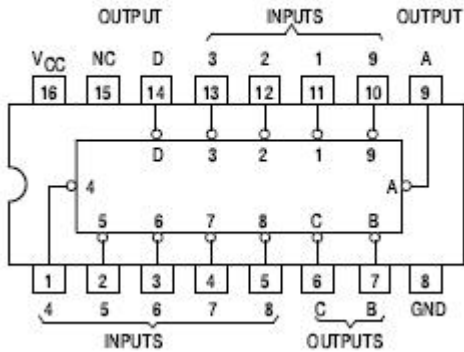 OUTPUT INPUTS OUTPUT
VCC NC D 3 2 1 9 A
16 15 14 13 12 11 10 9
D 3 2 1 9
4 A
5 6 7 8 C B
1 2 3 4 5 6 7 8
4 5 6 7 8 C B GND
INPUTS OUTPUTS